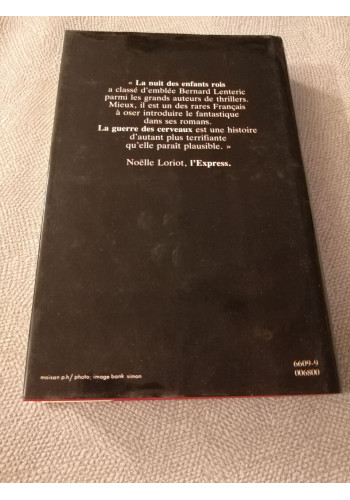 « La nuit des enfants rois
a classé d'emblée Bernard Lenteric
parmi les grands auteurs de thrillers.
Mieux, il est un des rares Français
à oser introduire le fantastique
dans ses romans.
La guerre des cerveaux est une histoire
d'autant plus terrifiante
qu'elle paraît plausible. »
Noëlle Loriot, l'Express.
6609-9
006800
maison p.h/ photo: image bank simon